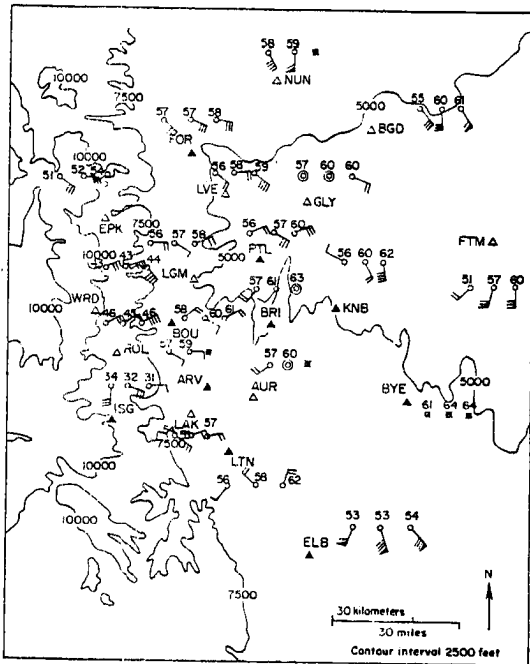 58 59
NUN
10000
7500
5000
55 60 61
BGD
57 57 58
FOR
10000
51
52 54
56 58 59
LVE
57 60 60
GLY
EPK
7500
56 57 58
56 57 60
PTL
5000
FTM
56 60 62
10000
43 44
LGM
51 57 60
10000
WRD
57 61 63
BRI
KNB
46 45 46
58 60 61
BOU
ROL
57 59
ARV
57 60
AUR
5000
BYE
34 32 31
ISG
61 64 64
LAK
54 57
7500
LTN
10000
56 58 62
10000
53 53 54
ELB
7500
N
30 kilometers
30 miles
Contour interval 2500 feet